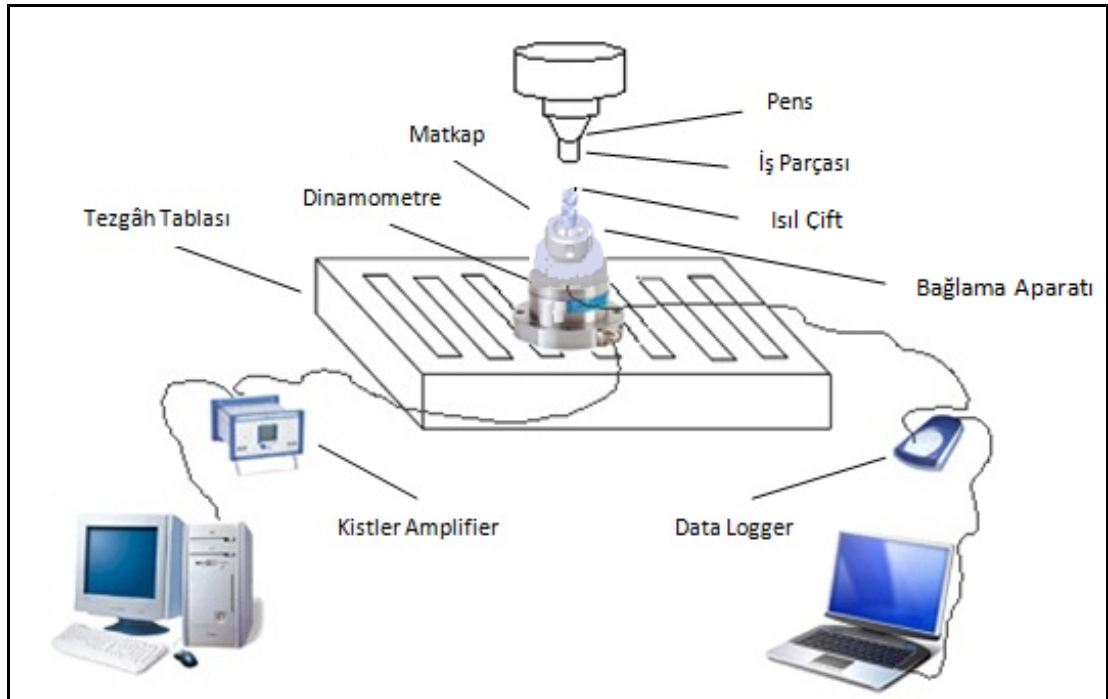 Pens
Matkap
İş Parçası
Dinamometre
Tezgâh Tablası
Isıl Çift
Bağlama Aparatı
Kistler Amplifier
Data Logger